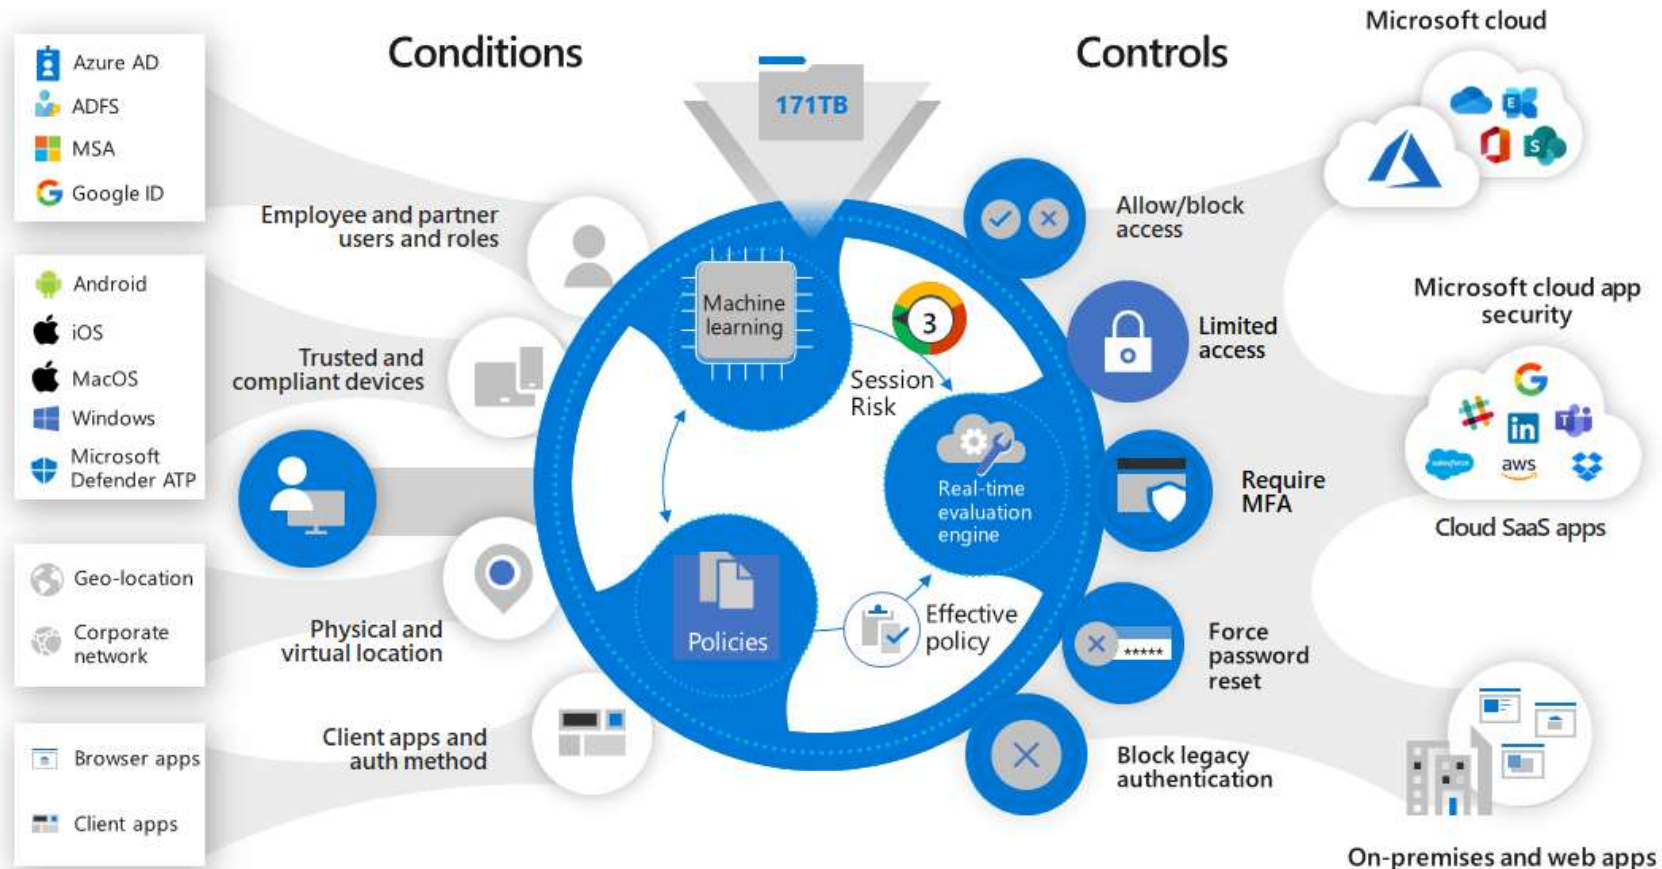 Conditions
Controls
Microsoft cloud
Azure AD
ADFS
MSA
Google ID
171TB
E
S
Employee and partner
users and roles
Allow/block
access
Android
iOS
MacOS
Windows
Microsoft
Defender ATP
Machine
learning
3
Session
Risk
Limited
access
Microsoft cloud app
security
Trusted and
compliant devices
in
T
salesforce
aws
Real-time
evaluation
engine
Require
MFA
Cloud SaaS apps
Geo-location
Corporate
network
Physical and
virtual location
Policies
Effective
policy
*****
Force
password
reset
Browser apps
Client apps
Client apps and
auth method
Block legacy
authentication
On-premises and web apps